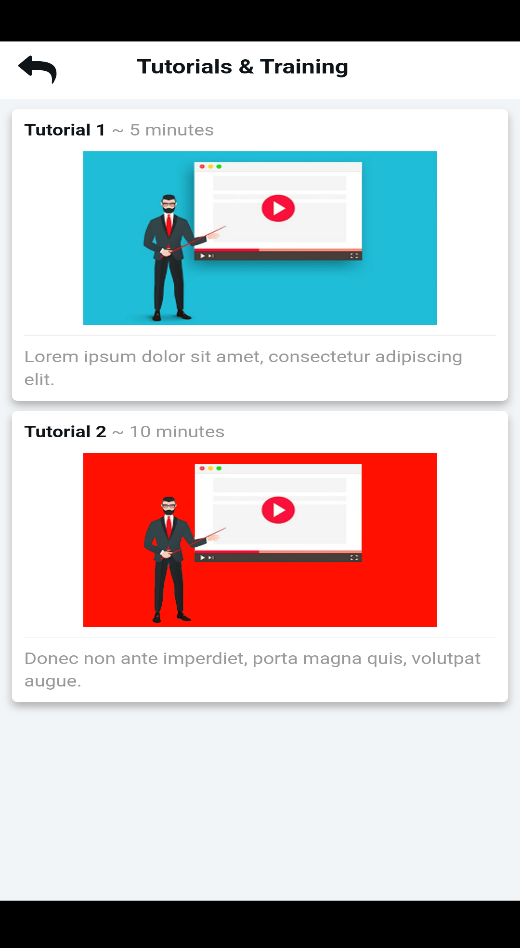 Tutorials & Training
Tutorial 1 ~ 5 minutes
Lorem ipsum dolor sit amet, consectetur adipiscing
elit.
Tutorial 2 ~ 10 minutes
Donec non ante imperdiet, porta magna quis, volutpat
augue.